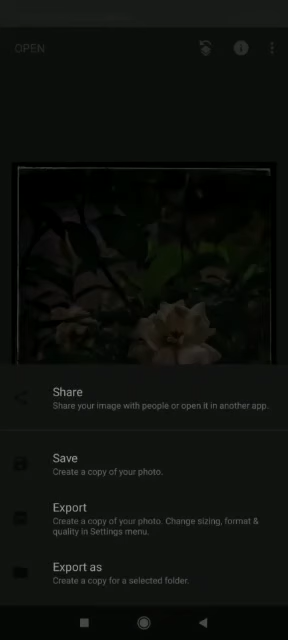 OPEN
Share
Share your image with people or open it in another app.
Save
Create a copy of your photo.
Export
Create a copy of your photo. Change sizing, format &
quality in Settings menu.
Export as
Create a copy for a selected folder.